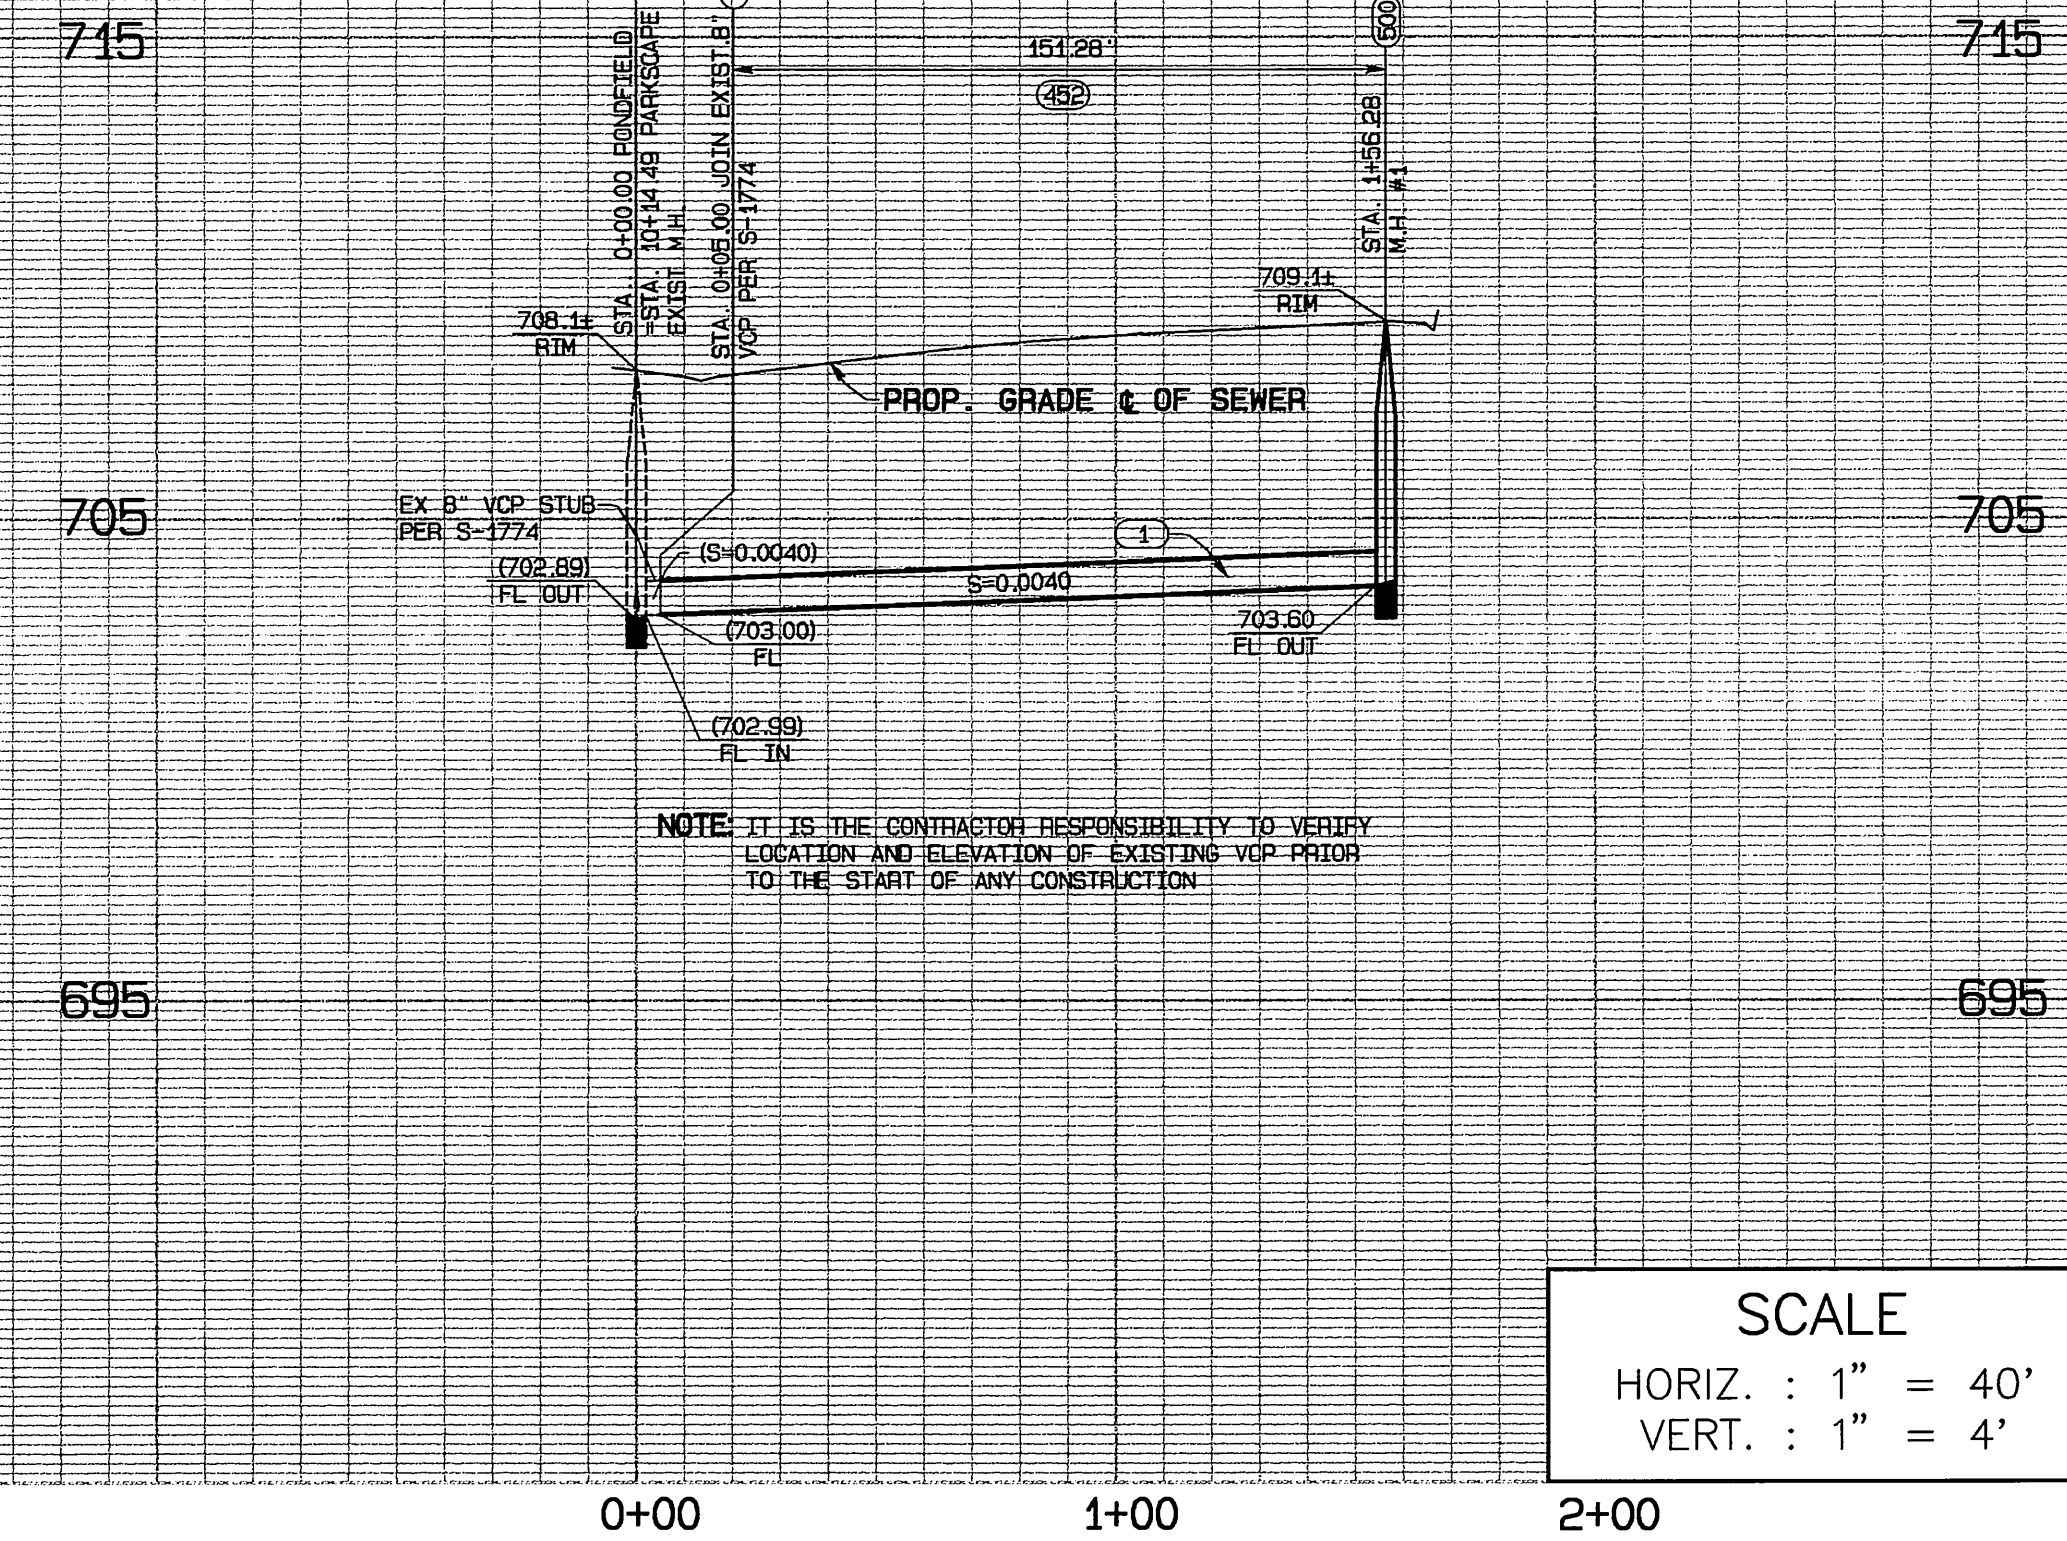 715
715
STA.. 0+00.00 PONDFIELD
=STA. 10+14 49 PARKSCAPE
EXIST M.H.
STA.. 0+05.00 JOIN EXIST.8"
VCP PER S-1774
151.28'
452
500
STA.. 1+56.28
M.H. #1
709.1±
RIM
708.1±
RIM
PROP. GRADE ℄ OF SEWER
705
705
EX 8" VCP STUB
PER S-1774
1
(S=0.0040)
(702.89)
FL OUT
S=0.0040
(703.00)
FL
703.60
FL OUT
(702.99)
FL IN
NOTE: IT IS THE CONTRACTOR RESPONSIBILITY TO VERIFY
LOCATION AND ELEVATION OF EXISTING VCP PRIOR
TO THE START OF ANY CONSTRUCTION
695
695
SCALE
HORIZ. : 1" = 40'
VERT. : 1" = 4'
0+00
1+00
2+00